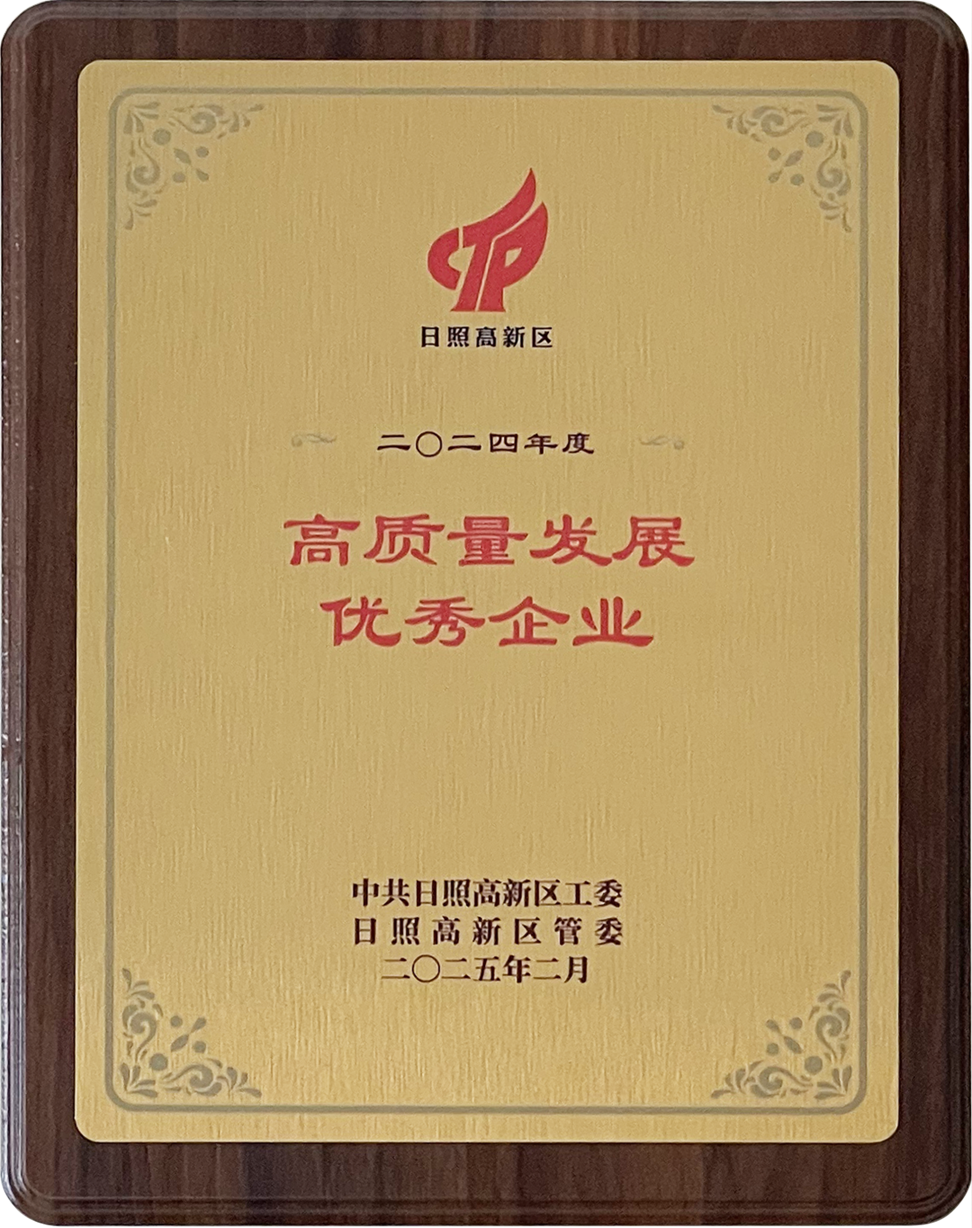 日照高新区
二〇二四年度
高质量发展
优秀企业
中共日照高新区工委
日照高新区管委
二〇二五年二月